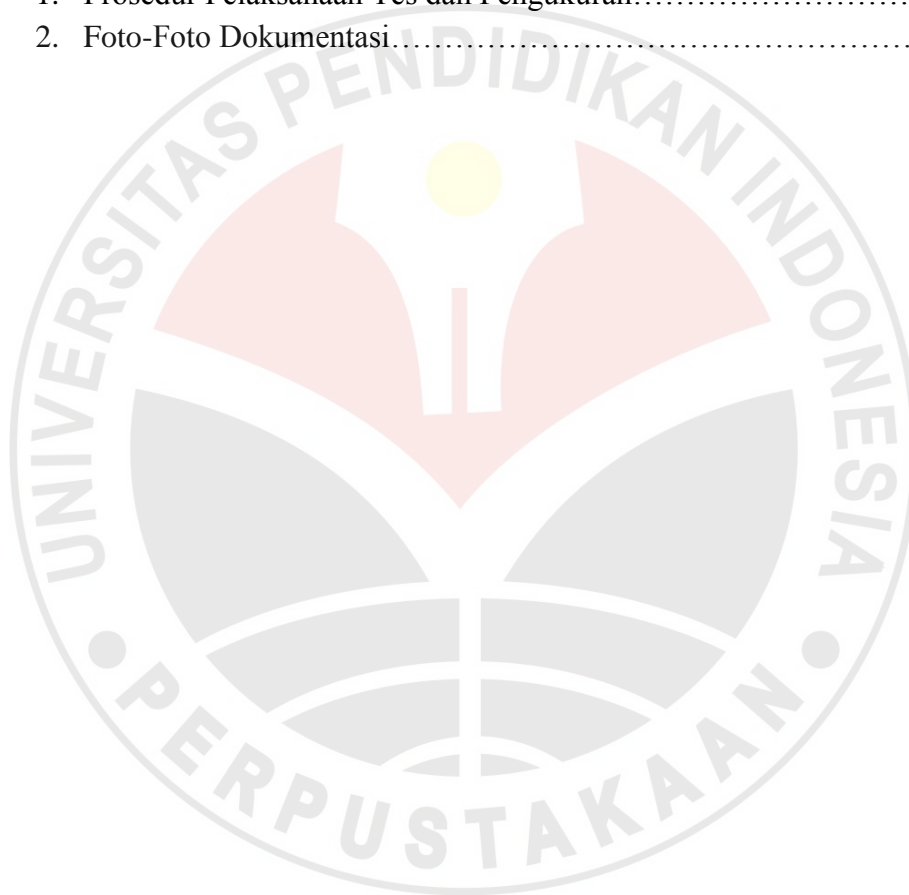 1. Prosedur Pelaksanaan Tes dan Pengukuran……………………
2. Foto-Foto Dokumentasi………………………………………
UNIVERSITAS PENDIDIKAN INDONESIA
PERPUSTAKAAN